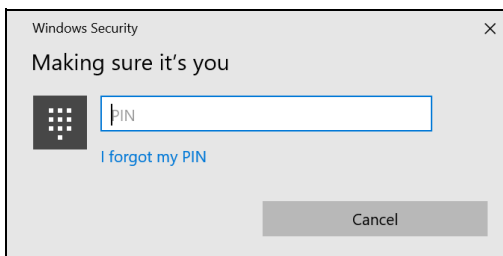 Windows Security
Making sure it's you
PIN
I forgot my PIN
Cancel